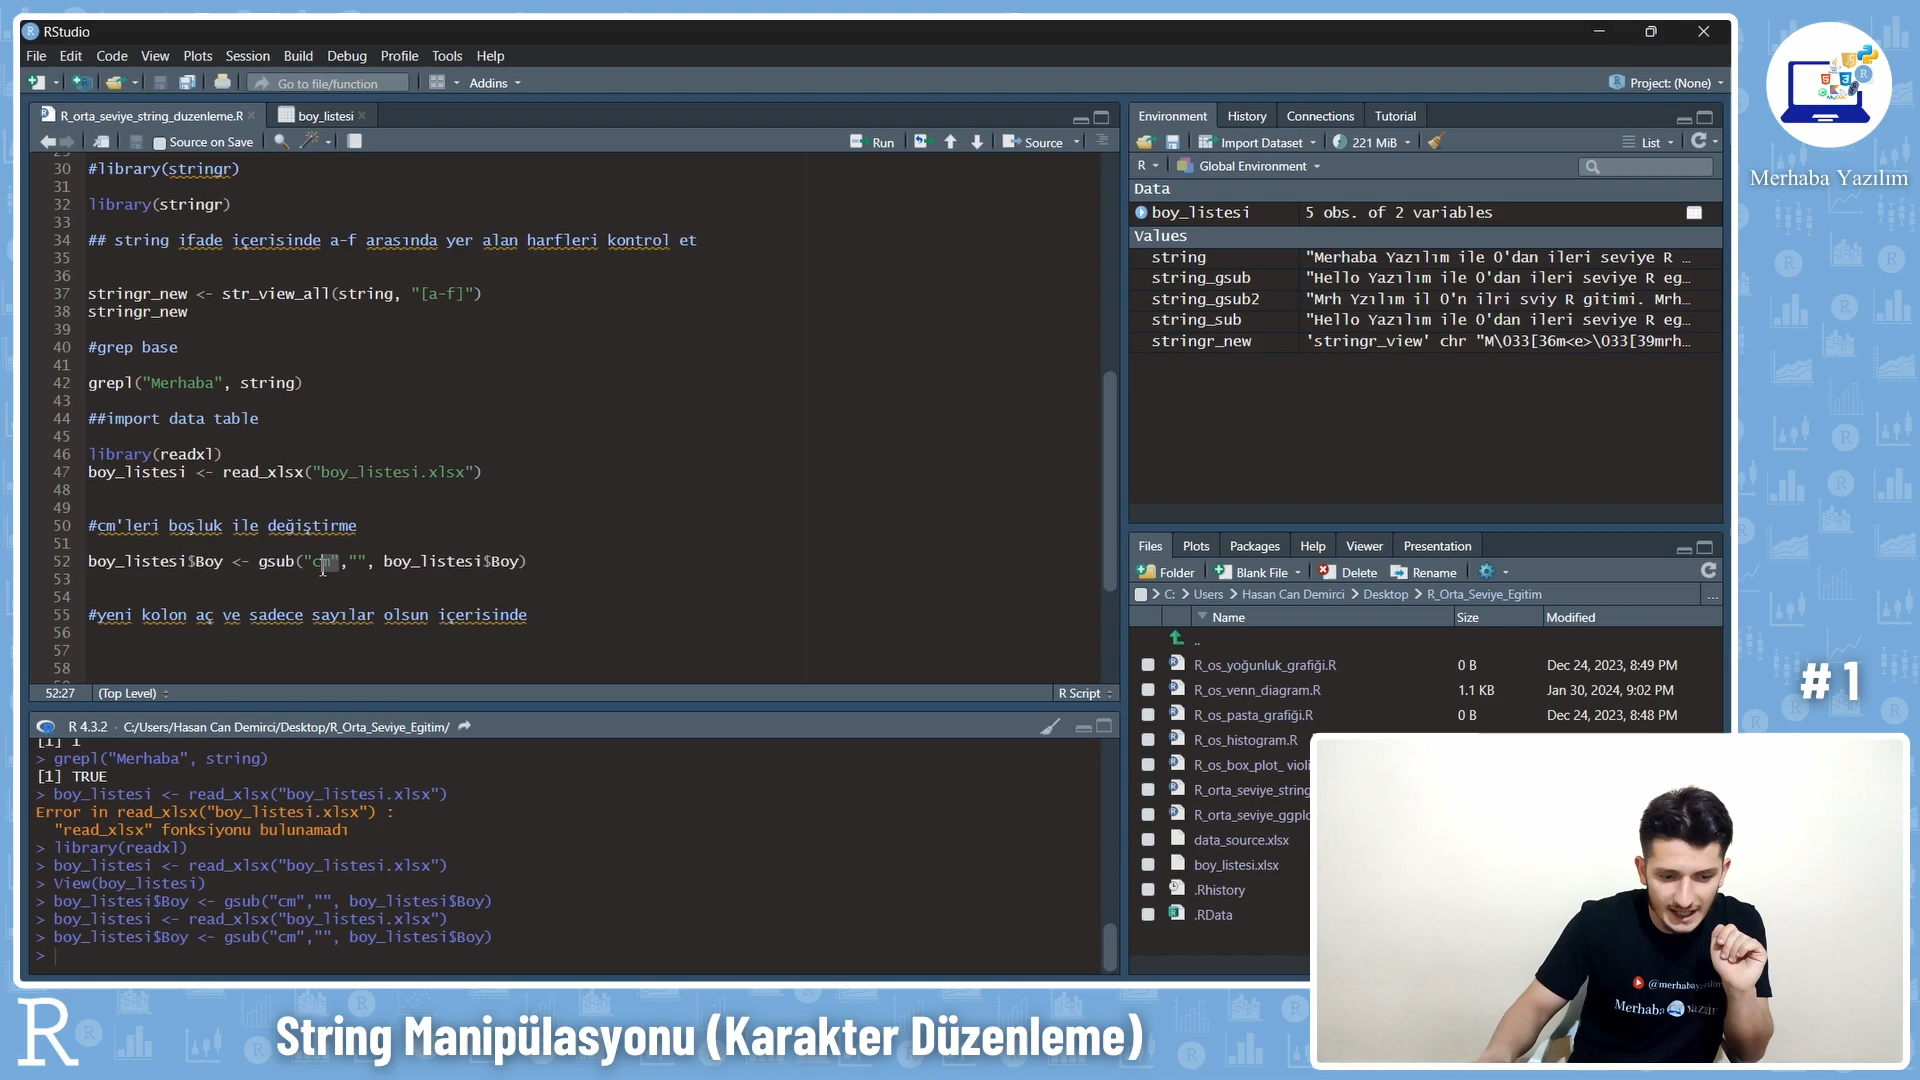 RStudio
File Edit Code View Plots Session Build Debug Profile Tools Help
Go to file/function
Addins
Project: (None)
R_orta_seviye_string_duzenleme.R
boy_listesi
Source on Save
Run
Source
30 #library(stringr)
31
32 library(stringr)
33
34 ## string ifade içerisinde a-f arasında yer alan harfleri kontrol et
35
36
37 stringr_new <- str_view_all(string, "[a-f]")
38 stringr_new
39
40 #grep base
41
42 grepl("Merhaba", string)
43
44 ##import data table
45
46 library(readxl)
47 boy_listesi <- read_xlsx("boy_listesi.xlsx")
48
49
50 #cm'leri boşluk ile değiştirme
51
52 boy_listesi$Boy <- gsub("cm","", boy_listesi$Boy)
53
54
55 #yeni kolon aç ve sadece sayılar olsun içerisinde
56
57
58
52:27 (Top Level) R Script
R 4.3.2 · C:/Users/Hasan Can Demirci/Desktop/R_Orta_Seviye_Egitim/
[1] 1
> grepl("Merhaba", string)
[1] TRUE
> boy_listesi <- read_xlsx("boy_listesi.xlsx")
Error in read_xlsx("boy_listesi.xlsx") :
"read_xlsx" fonksiyonu bulunamadı
> library(readxl)
> boy_listesi <- read_xlsx("boy_listesi.xlsx")
> View(boy_listesi)
> boy_listesi$Boy <- gsub("cm","", boy_listesi$Boy)
> boy_listesi <- read_xlsx("boy_listesi.xlsx")
> boy_listesi$Boy <- gsub("cm","", boy_listesi$Boy)
>
Environment History Connections Tutorial
Import Dataset 221 MiB List
R Global Environment
Data
boy_listesi 5 obs. of 2 variables
Values
string "Merhaba Yazılım ile 0'dan ileri seviye R …
string_gsub "Hello Yazılım ile 0'dan ileri seviye R eg…
string_gsub2 "Mrh Yzılım il 0'n ilri sviy R gitimi. Mrh…
string_sub "Hello Yazılım ile 0'dan ileri seviye R eg…
stringr_new 'stringr_view' chr "M\033[36m<e>\033[39mrh…
Files Plots Packages Help Viewer Presentation
Folder Blank File Delete Rename
C: Users Hasan Can Demirci Desktop R_Orta_Seviye_Egitim ...
Name Size Modified
..
R_os_yoğunluk_grafiği.R 0 B Dec 24, 2023, 8:49 PM
R_os_venn_diagram.R 1.1 KB Jan 30, 2024, 9:02 PM
R_os_pasta_grafiği.R 0 B Dec 24, 2023, 8:48 PM
R_os_histogram.R
R_os_box_plot_ violi
R_orta_seviye_string
R_orta_seviye_ggplo
data_source.xlsx
boy_listesi.xlsx
.Rhistory
.RData
Merhaba Yazılım
#1
@merhabayazilim
Merhaba
R
String Manipülasyonu (Karakter Düzenleme)